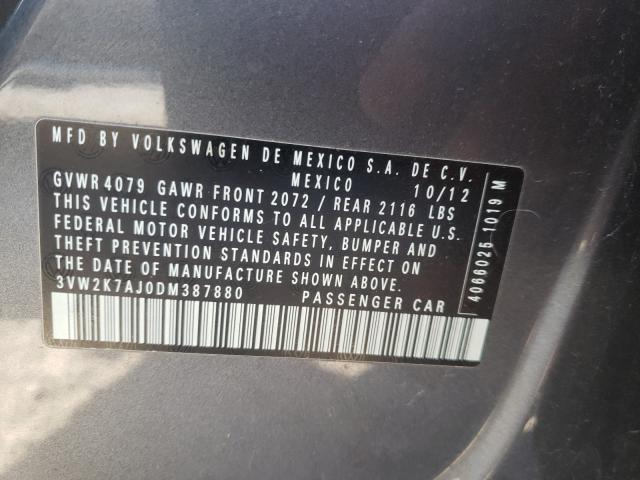 MFD BY VOLKSWAGEN DE MEXICO S.A. DE C.V.
MEXICO 10/12
GVWR 4079 GAWR FRONT 2072 / REAR 2116 LBS
THIS VEHICLE CONFORMS TO ALL APPLICABLE U.S.
FEDERAL MOTOR VEHICLE SAFETY, BUMPER AND
THEFT PREVENTION STANDARDS IN EFFECT ON
THE DATE OF MANUFACTURE SHOWN ABOVE.
3VW2K7AJ0DM387880 PASSENGER CAR
4066025 1019 M